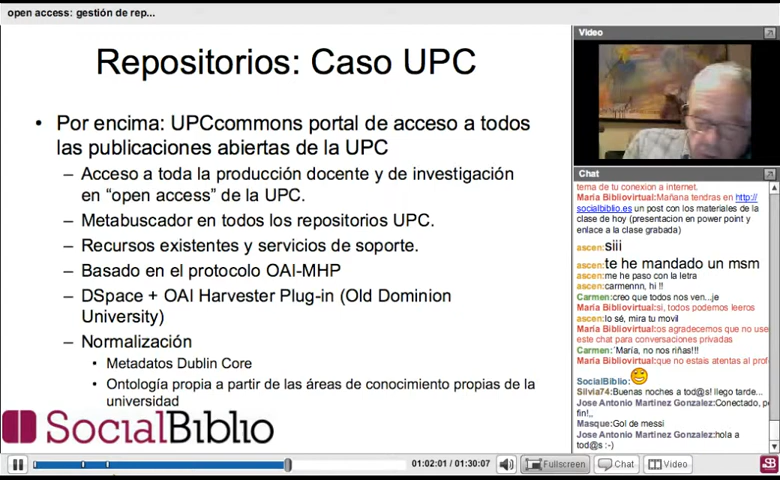 open access: gestión de rep...
Repositorios: Caso UPC
• Por encima: UPCcommons portal de acceso a todos
las publicaciones abiertas de la UPC
– Acceso a toda la producción docente y de investigación
en “open access” de la UPC.
– Metabuscador en todos los repositorios UPC.
– Recursos existentes y servicios de soporte.
– Basado en el protocolo OAI-MHP
– DSpace + OAI Harvester Plug-in (Old Dominion
University)
– Normalización
• Metadatos Dublin Core
• Ontología propia a partir de las áreas de conocimiento propias de la
universidad
SocialBiblio
Video
Chat
tema de tu conexion a internet.
María Bibliovirtual:Mañana tendras en http://
socialbiblio.es un post con los materiales de la
clase de hoy (presentacion en power point y
enlace a la clase grabada)
ascen:siii
ascen:te he mandado un msm
ascen:me he paso con la letra
ascen:carmennn, hi !!
Carmen:creo que todos nos ven...je
María Bibliovirtual:si, todos podemos leeros
ascen:lo sé, mira tu movil
María Bibliovirtual:os agradecemos que no use
este chat para conversaciones privadas
Carmen:´María, no nos riñas!!!
María Bibliovirtual:que no estais atentas al prof
SocialBiblio:
Silvia74:Buenas noches a tod@s! llego tarde...
Jose Antonio Martinez Gonzalez:Conectado, p
fin!,,
Masque:Gol de messi
Jose Antonio Martinez Gonzalez:hola a
tod@s :-)
01:02:01 / 01:30:07
Fullscreen
Chat
Video